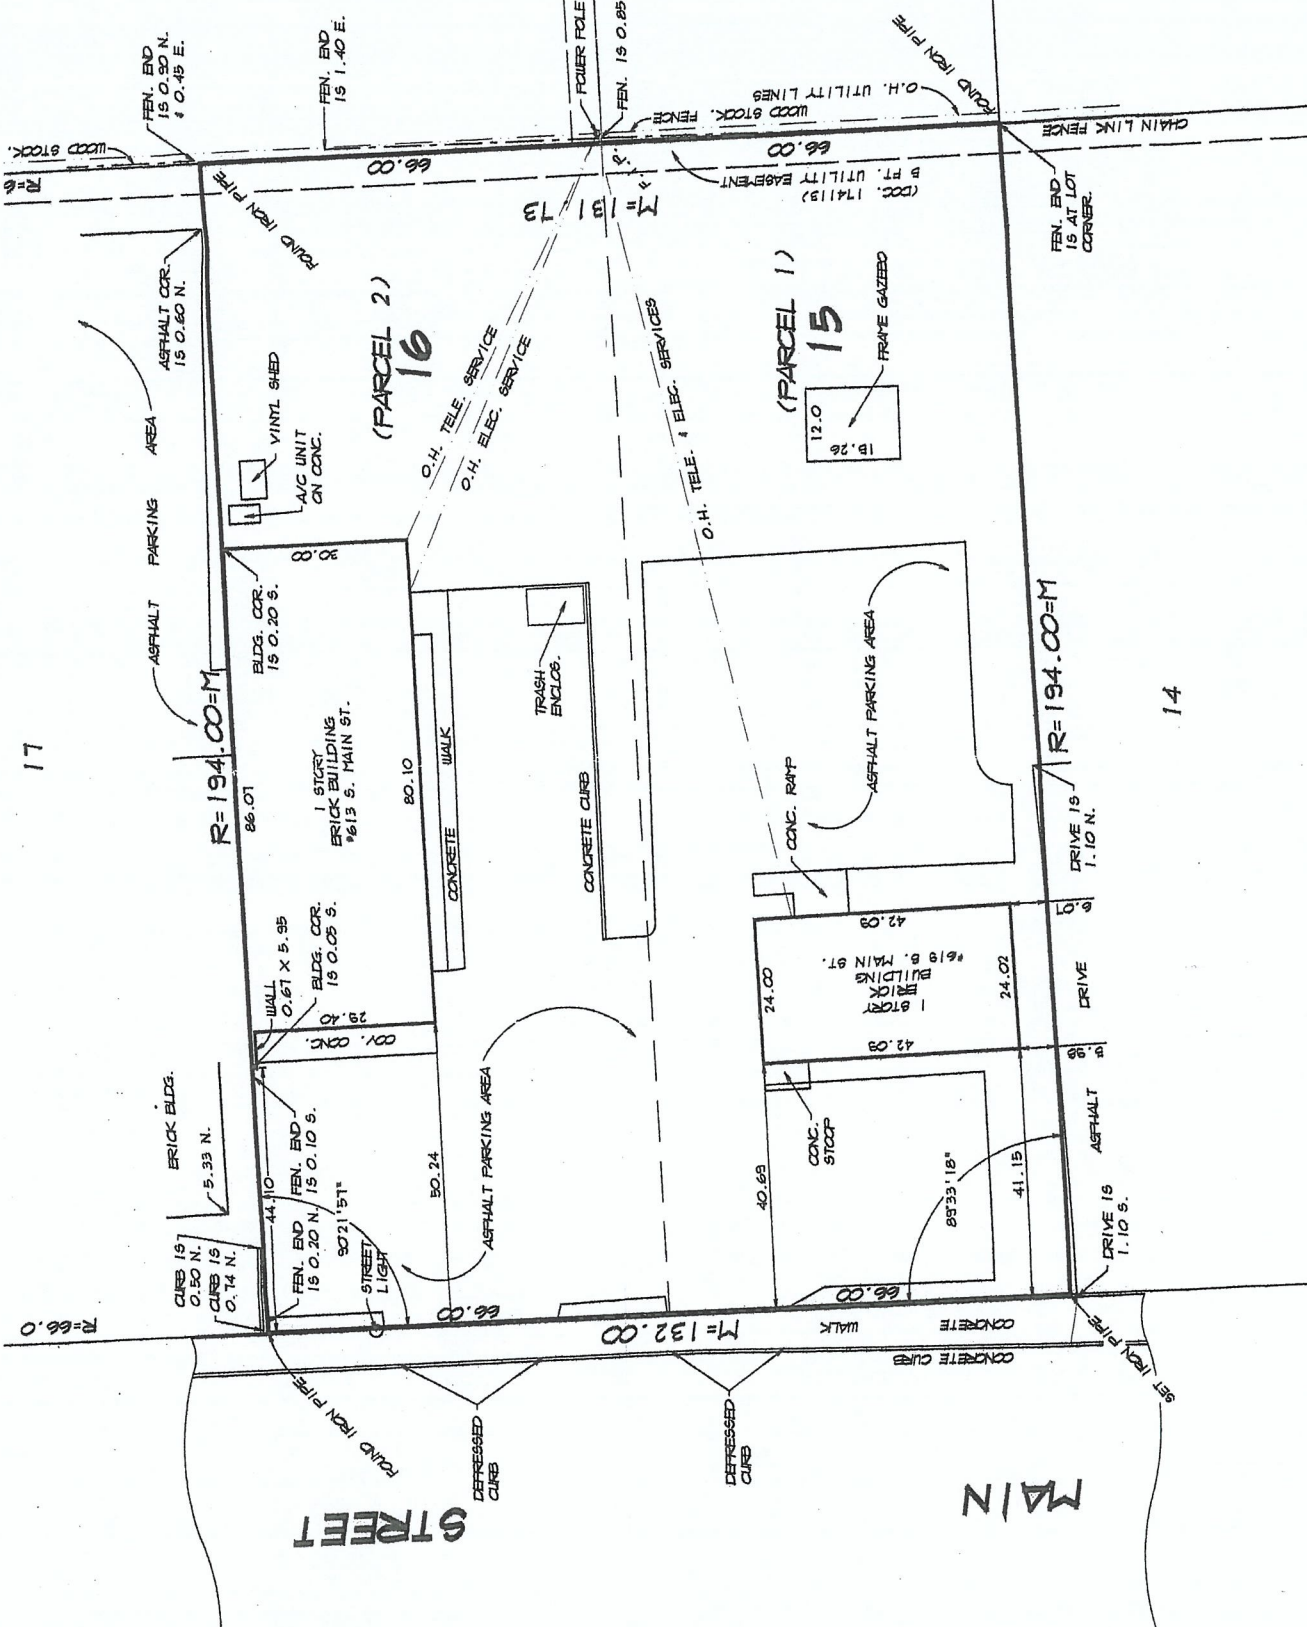 FEN. END
IS 0.90 N.
& 0.45 E.
FEN. END
IS 1.40 E.
POWER POLE
FEN. IS 0.85
FOUND IRON PIPE
WOOD STOCK.
O.H. UTILITY LINES
WOOD STOCK.
FENCE
CHAIN LINK FENCE
66.00
66.00
FOUND IRON PIPE
M=131.73
8 FT. UTILITY EASEMENT
(DOC. 174113)
FEN. END
IS AT LOT
CORNER.
ASPHALT COR.
IS 0.60 N.
(PARCEL 2)
16
(PARCEL 1)
15
FRAME GAZEBO
12.0
18.26
O.H. TELE. SERVICE
O.H. ELEC. SERVICE
O.H. TELE. & ELEC. SERVICES
VINYL SHED
A/C UNIT
ON CONC.
ASPHALT PARKING AREA
17
R=194.00=M
86.07
30.00
BLDG. COR.
IS 0.20 S.
1 STORY
BRICK BUILDING
#613 S. MAIN ST.
80.10
CONCRETE WALK
TRASH
ENCLOS.
CONCRETE CURB
ASPHALT PARKING AREA
R=194.00=M
14
CONC. RAMP
DRIVE IS
1.10 N.
WALL
0.67 X 5.95
BLDG. COR.
IS 0.05 S.
29.40
COV. CONC.
42.09
24.00
1 STORY
BRICK
BUILDING
#619 S. MAIN ST.
24.02
42.09
6.07
5.98
DRIVE
ASPHALT
BRICK BLDG.
5.33 N.
44.10
FEN. END
IS 0.10 S.
FEN. END
IS 0.20 N.
90°21'57"
STREET
LIGHT
50.24
ASPHALT PARKING AREA
CONC.
STOOP
40.69
89°33'18"
41.15
DRIVE IS
1.10 S.
CURB IS
0.50 N.
CURB IS
0.74 N.
R=66.0
66.00
M=132.00
66.00
CONCRETE WALK
CONCRETE CURB
FOUND IRON PIPE
SET IRON PIPE
DEPRESSED
CURB
DEPRESSED
CURB
MAIN STREET